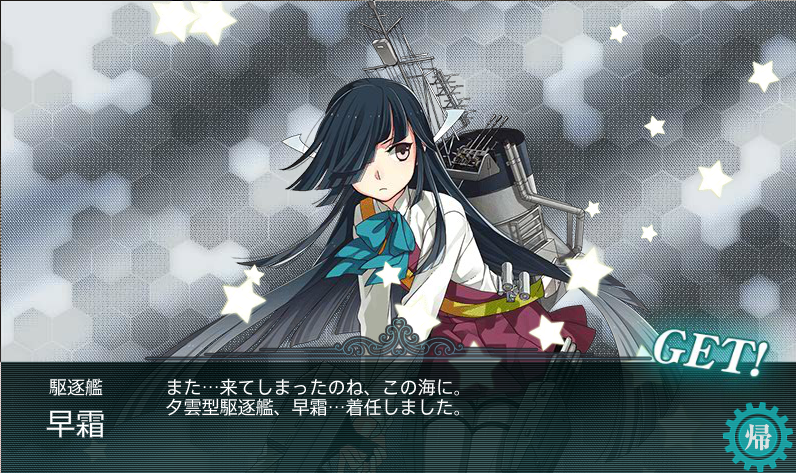 GET!
駆逐艦
早霜
また…来てしまったのね、この海に。
夕雲型駆逐艦、早霜…着任しました。
帰